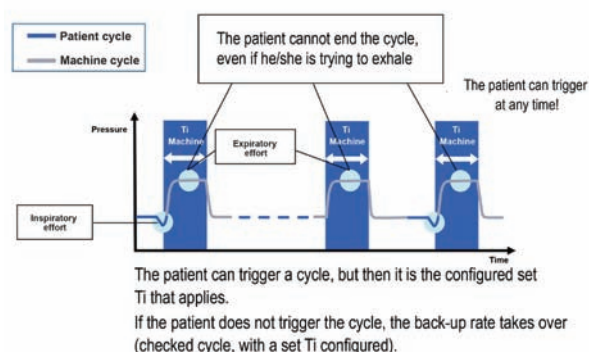 Patient cycle
Machine cycle
The patient cannot end the cycle,
even if he/she is trying to exhale
The patient can trigger
at any time!
Pressure
Ti
Machine
Ti
Machine
Ti
Machine
Expiratory
effort
Inspiratory
effort
Time
The patient can trigger a cycle, but then it is the configured set
Ti that applies.
If the patient does not trigger the cycle, the back-up rate takes over
(checked cycle, with a set Ti configured).